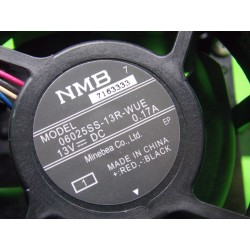 NMB 7
7163333
MODEL
06025SS-13R-WUE
13V DC 0.17A
Minebea Co., Ltd. EP
MADE IN CHINA
+:RED,-:BLACK